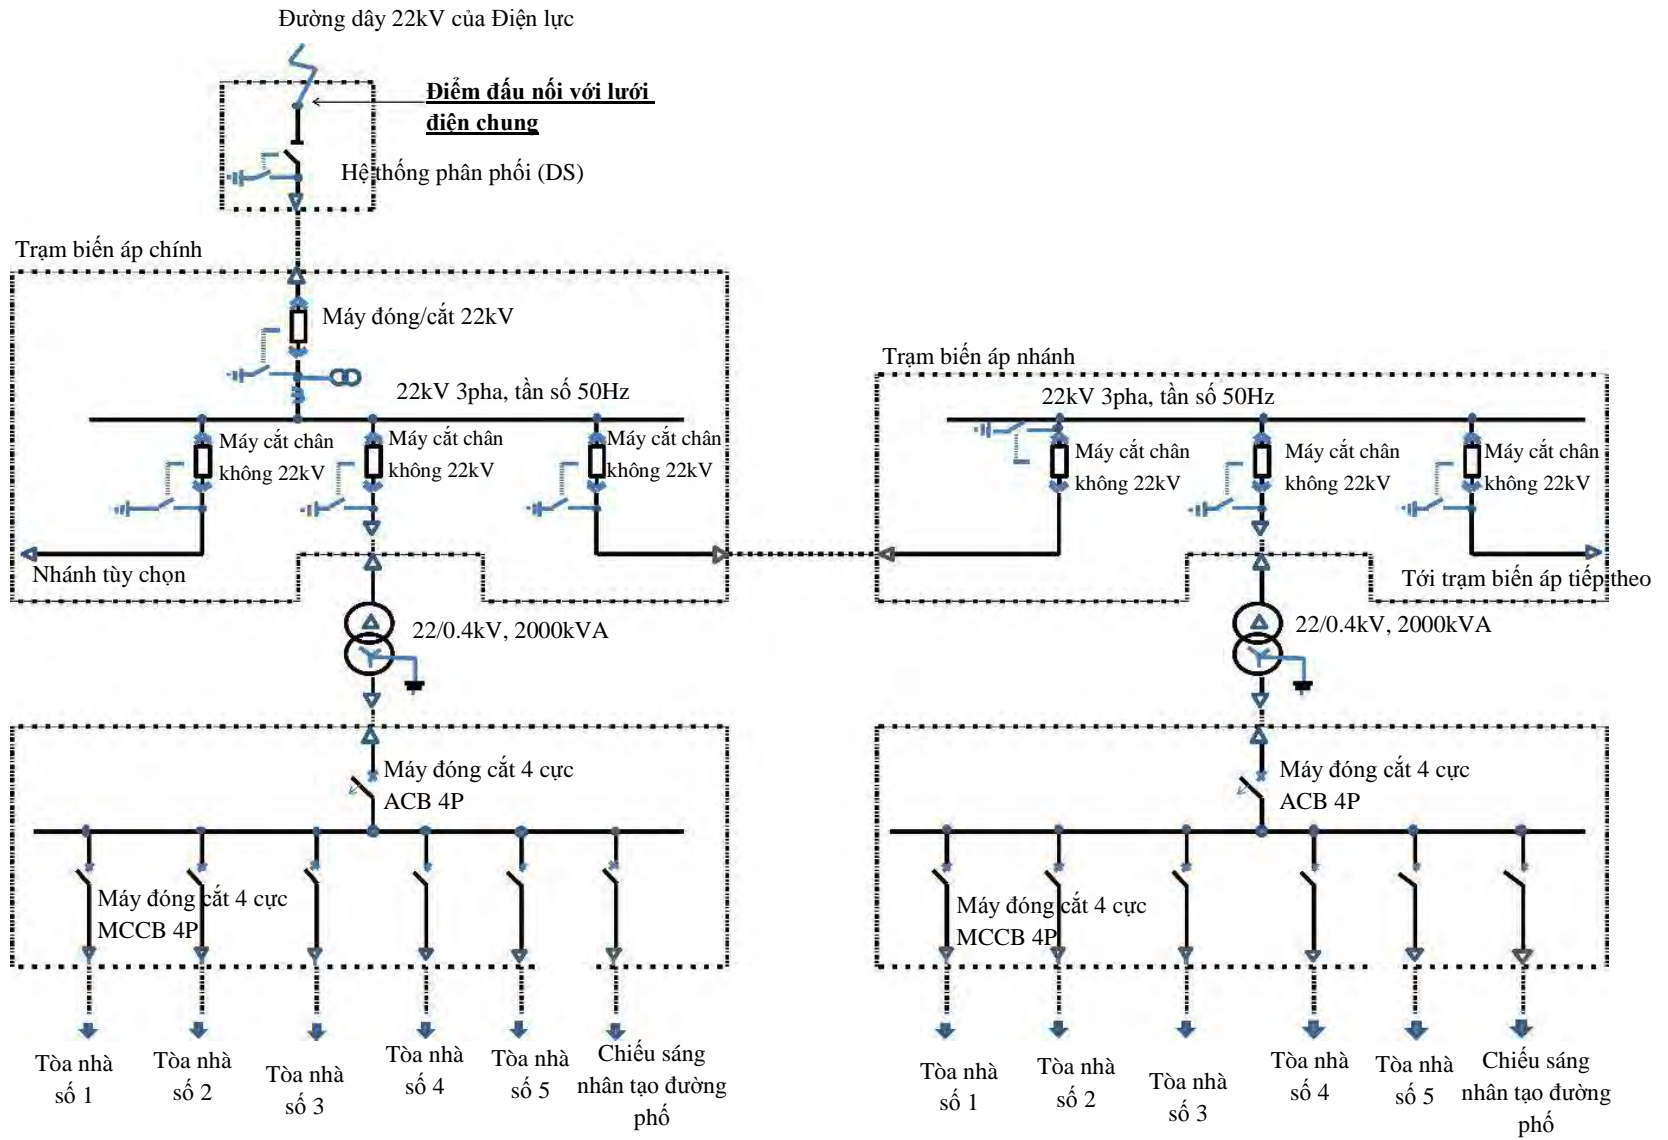 Đường dây 22kV của Điện lực
Điểm đấu nối với lưới
điện chung
Hệ thống phân phối (DS)
Trạm biến áp chính
Máy đóng/cắt 22kV
22kV 3pha, tần số 50Hz
Máy cắt chân
không 22kV
Máy cắt chân
không 22kV
Máy cắt chân
không 22kV
Nhánh tùy chọn
22/0.4kV, 2000kVA
Máy đóng cắt 4 cực
ACB 4P
Máy đóng cắt 4 cực
MCCB 4P
Tòa nhà
số 1
Tòa nhà
số 2
Tòa nhà
số 3
Tòa nhà
số 4
Tòa nhà
số 5
Chiếu sáng
nhân tạo đường
phố
Trạm biến áp nhánh
22kV 3pha, tần số 50Hz
Máy cắt chân
không 22kV
Máy cắt chân
không 22kV
Máy cắt chân
không 22kV
Tới trạm biến áp tiếp theo
22/0.4kV, 2000kVA
Máy đóng cắt 4 cực
ACB 4P
Máy đóng cắt 4 cực
MCCB 4P
Tòa nhà
số 1
Tòa nhà
số 2
Tòa nhà
số 3
Tòa nhà
số 4
Tòa nhà
số 5
Chiếu sáng
nhân tạo đường
phố